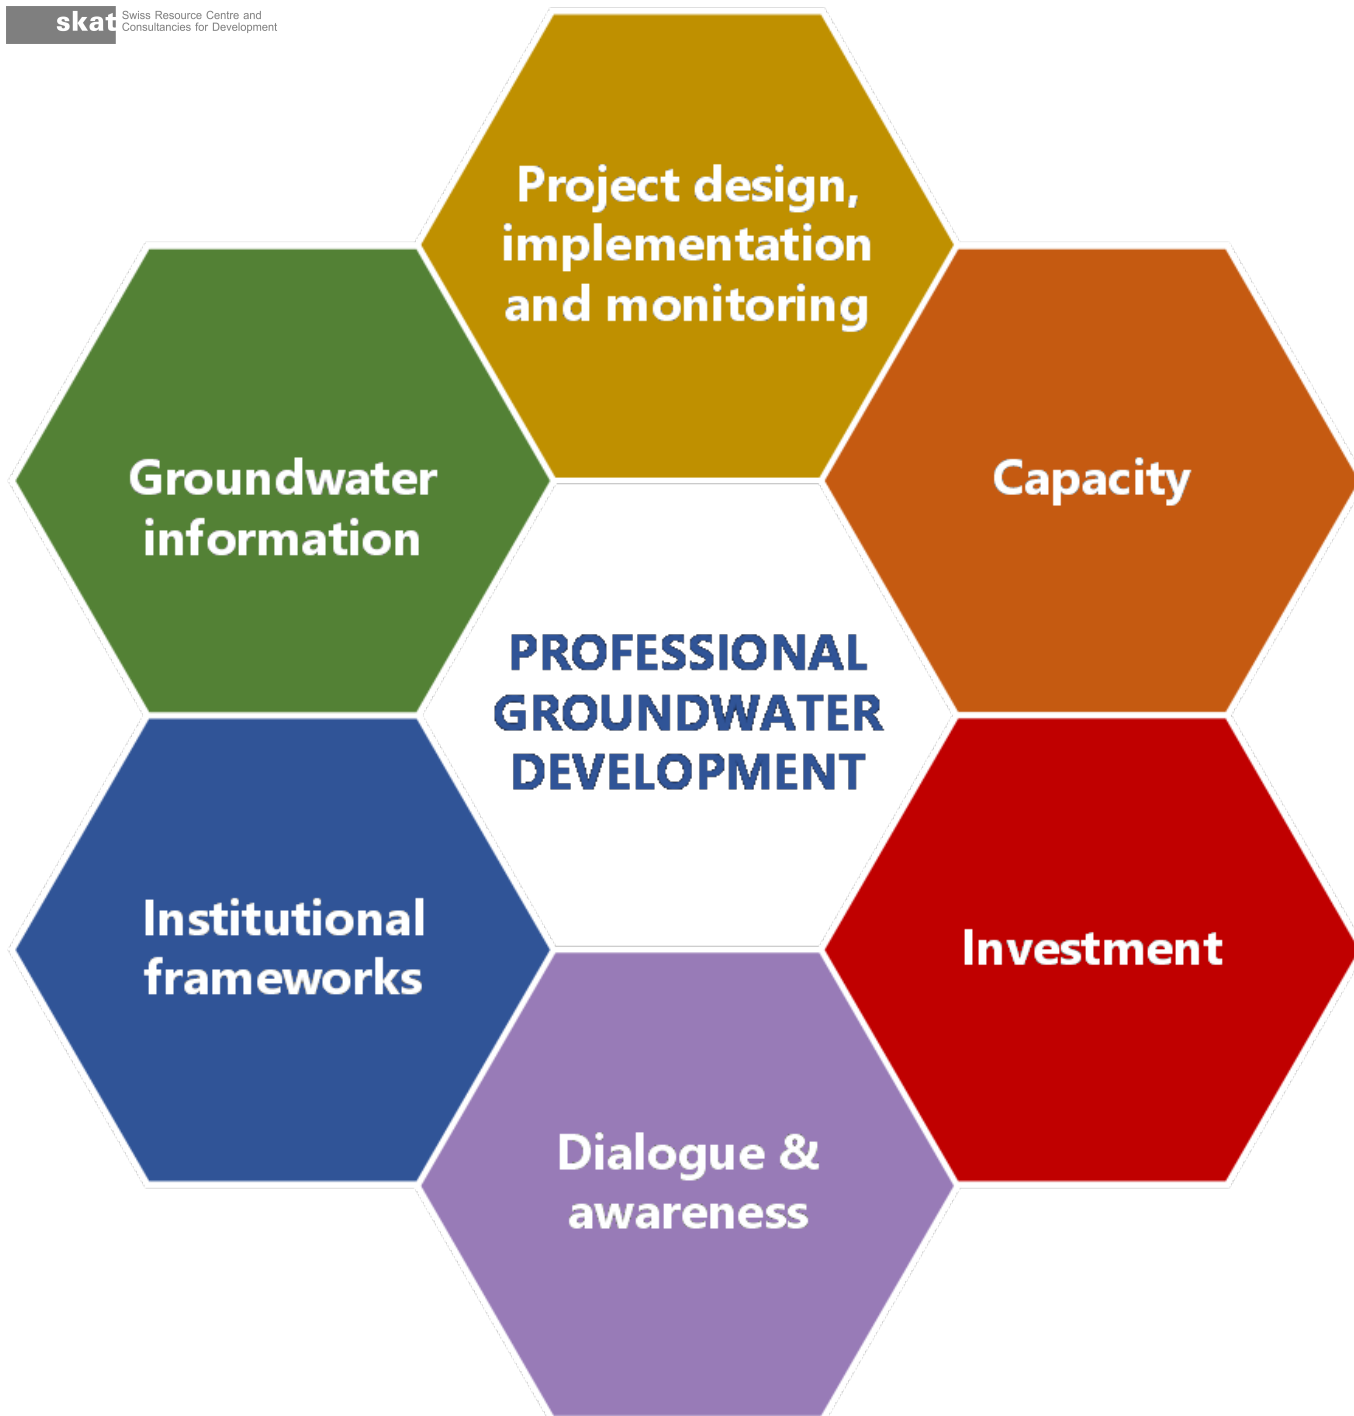 skat Swiss Resource Centre and
Consultancies for Development
Project design,
implementation
and monitoring
Groundwater
information
Capacity
PROFESSIONAL
GROUNDWATER
DEVELOPMENT
Institutional
frameworks
Investment
Dialogue &
awareness